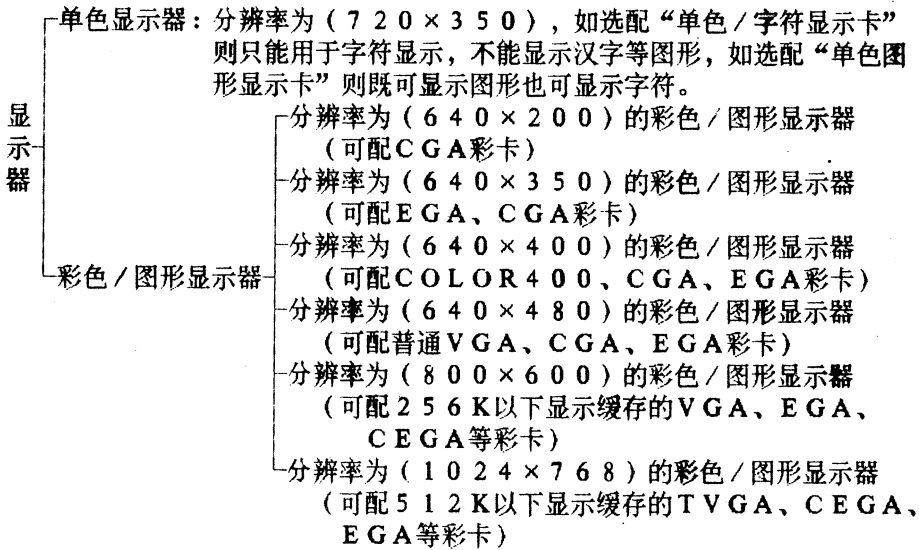 单色显示器：分辨率为（720×350），如选配“单色/字符显示卡”
则只能用于字符显示，不能显示汉字等图形，如选配“单色图
形显示卡”则既可显示图形也可显示字符。
显示器
分辨率为（640×200）的彩色/图形显示器
（可配CGA彩卡）
分辨率为（640×350）的彩色/图形显示器
（可配EGA、CGA彩卡）
分辨率为（640×400）的彩色/图形显示器
彩色/图形显示器
（可配COLOR400、CGA、EGA彩卡）
分辨率为（640×480）的彩色/图形显示器
（可配普通VGA、CGA、EGA彩卡）
分辨率为（800×600）的彩色/图形显示器
（可配256K以下显示缓存的VGA、EGA、
CEGA等彩卡）
分辨率为（1024×768）的彩色/图形显示器
（可配512K以下显示缓存的TVGA、CEGA、
EGA等彩卡）